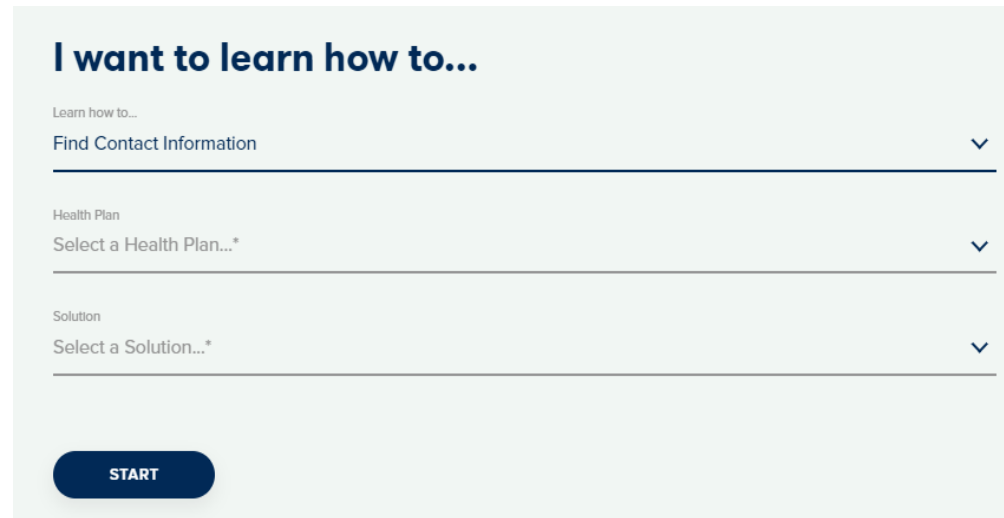 I want to learn how to...
Learn how to...
Find Contact Information
Health Plan
Select a Health Plan...*
Solution
Select a Solution...*
START